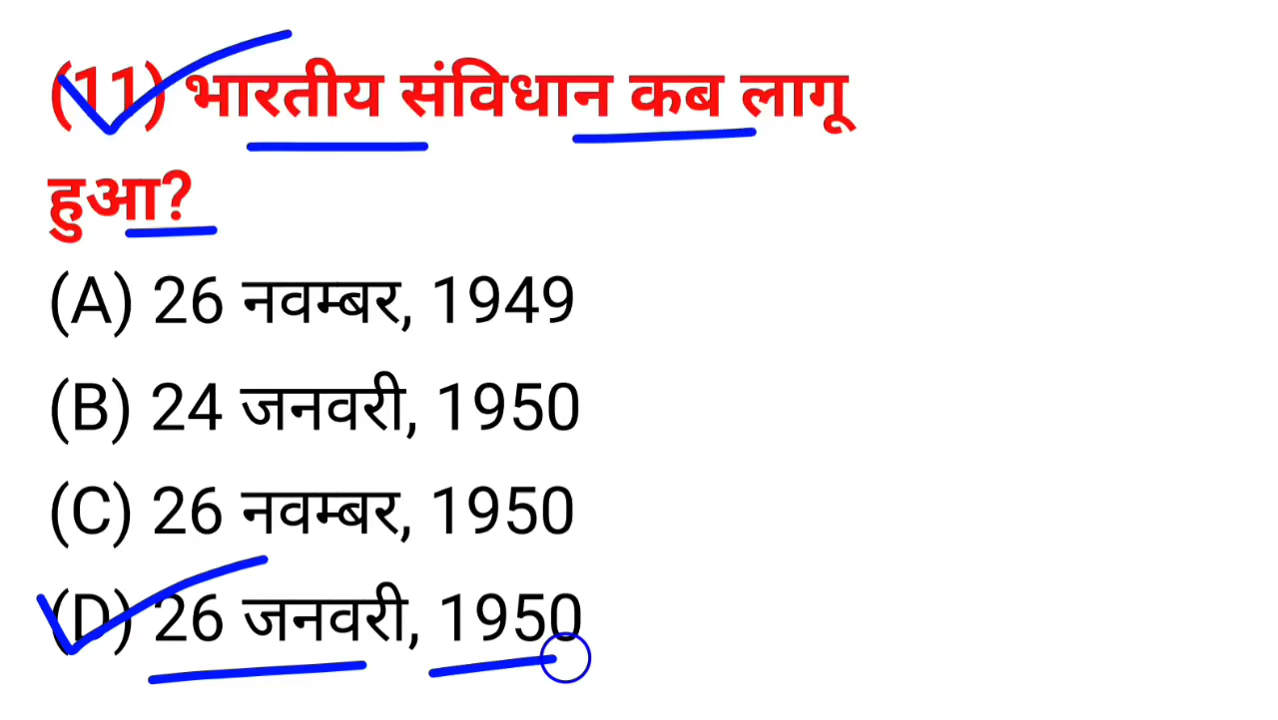 (11) भारतीय संविधान कब लागू
हुआ?
(A) 26 नवम्बर, 1949
(B) 24 जनवरी, 1950
(C) 26 नवम्बर, 1950
(D) 26 जनवरी, 1950